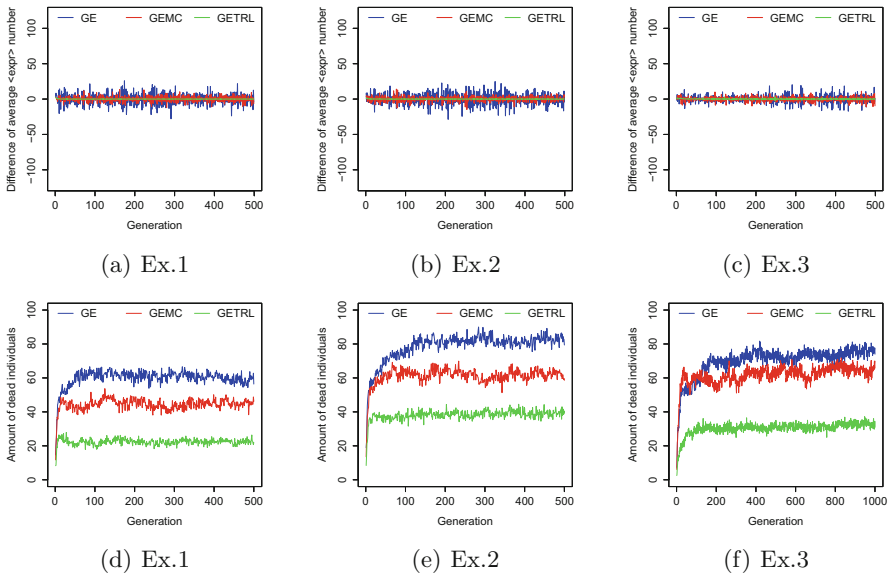 GE GEMC GETRL
GE GEMC GETRL
GE GEMC GETRL
Difference of average <expr> number
Difference of average <expr> number
Difference of average <expr> number
100
50
0
−50
−100
100
50
0
−50
−100
100
50
0
−50
−100
0 100 200 300 400 500
0 100 200 300 400 500
0 100 200 300 400 500
Generation
Generation
Generation
(a) Ex.1
(b) Ex.2
(c) Ex.3
GE GEMC GETRL
GE GEMC GETRL
GE GEMC GETRL
Amount of dead individuals
Amount of dead individuals
Amount of dead individuals
100
80
60
40
20
0
100
80
60
40
20
0
100
80
60
40
20
0
0 100 200 300 400 500
0 100 200 300 400 500
0 200 400 600 800 1000
Generation
Generation
Generation
(d) Ex.1
(e) Ex.2
(f) Ex.3